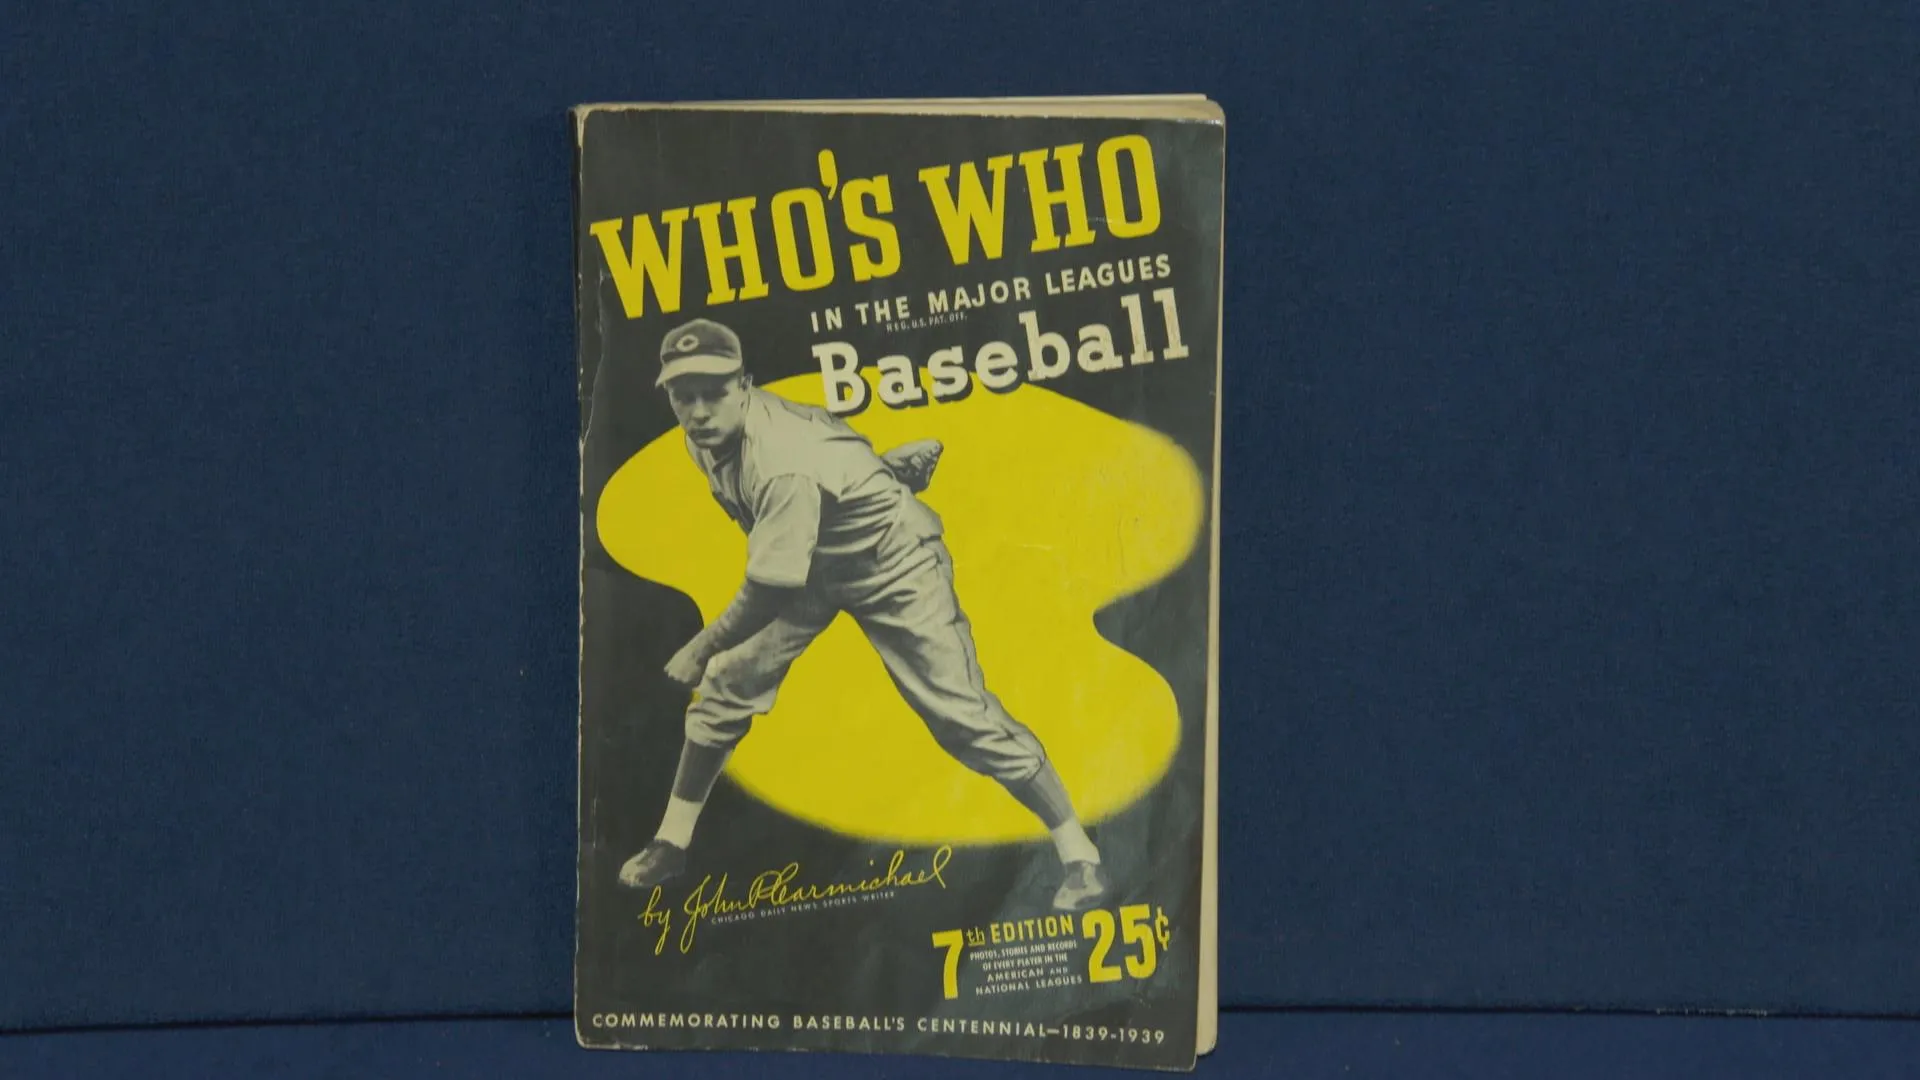 WHO'S WHO
IN THE MAJOR LEAGUES
REG. U.S. PAT. OFF.
Baseball
C
by John P Carmichael
CHICAGO DAILY NEWS SPORTS WRITER
7th EDITION 25¢
PHOTOS, STORIES AND RECORDS
OF EVERY PLAYER IN THE
AMERICAN AND
NATIONAL LEAGUES
COMMEMORATING BASEBALL'S CENTENNIAL—1839-1939